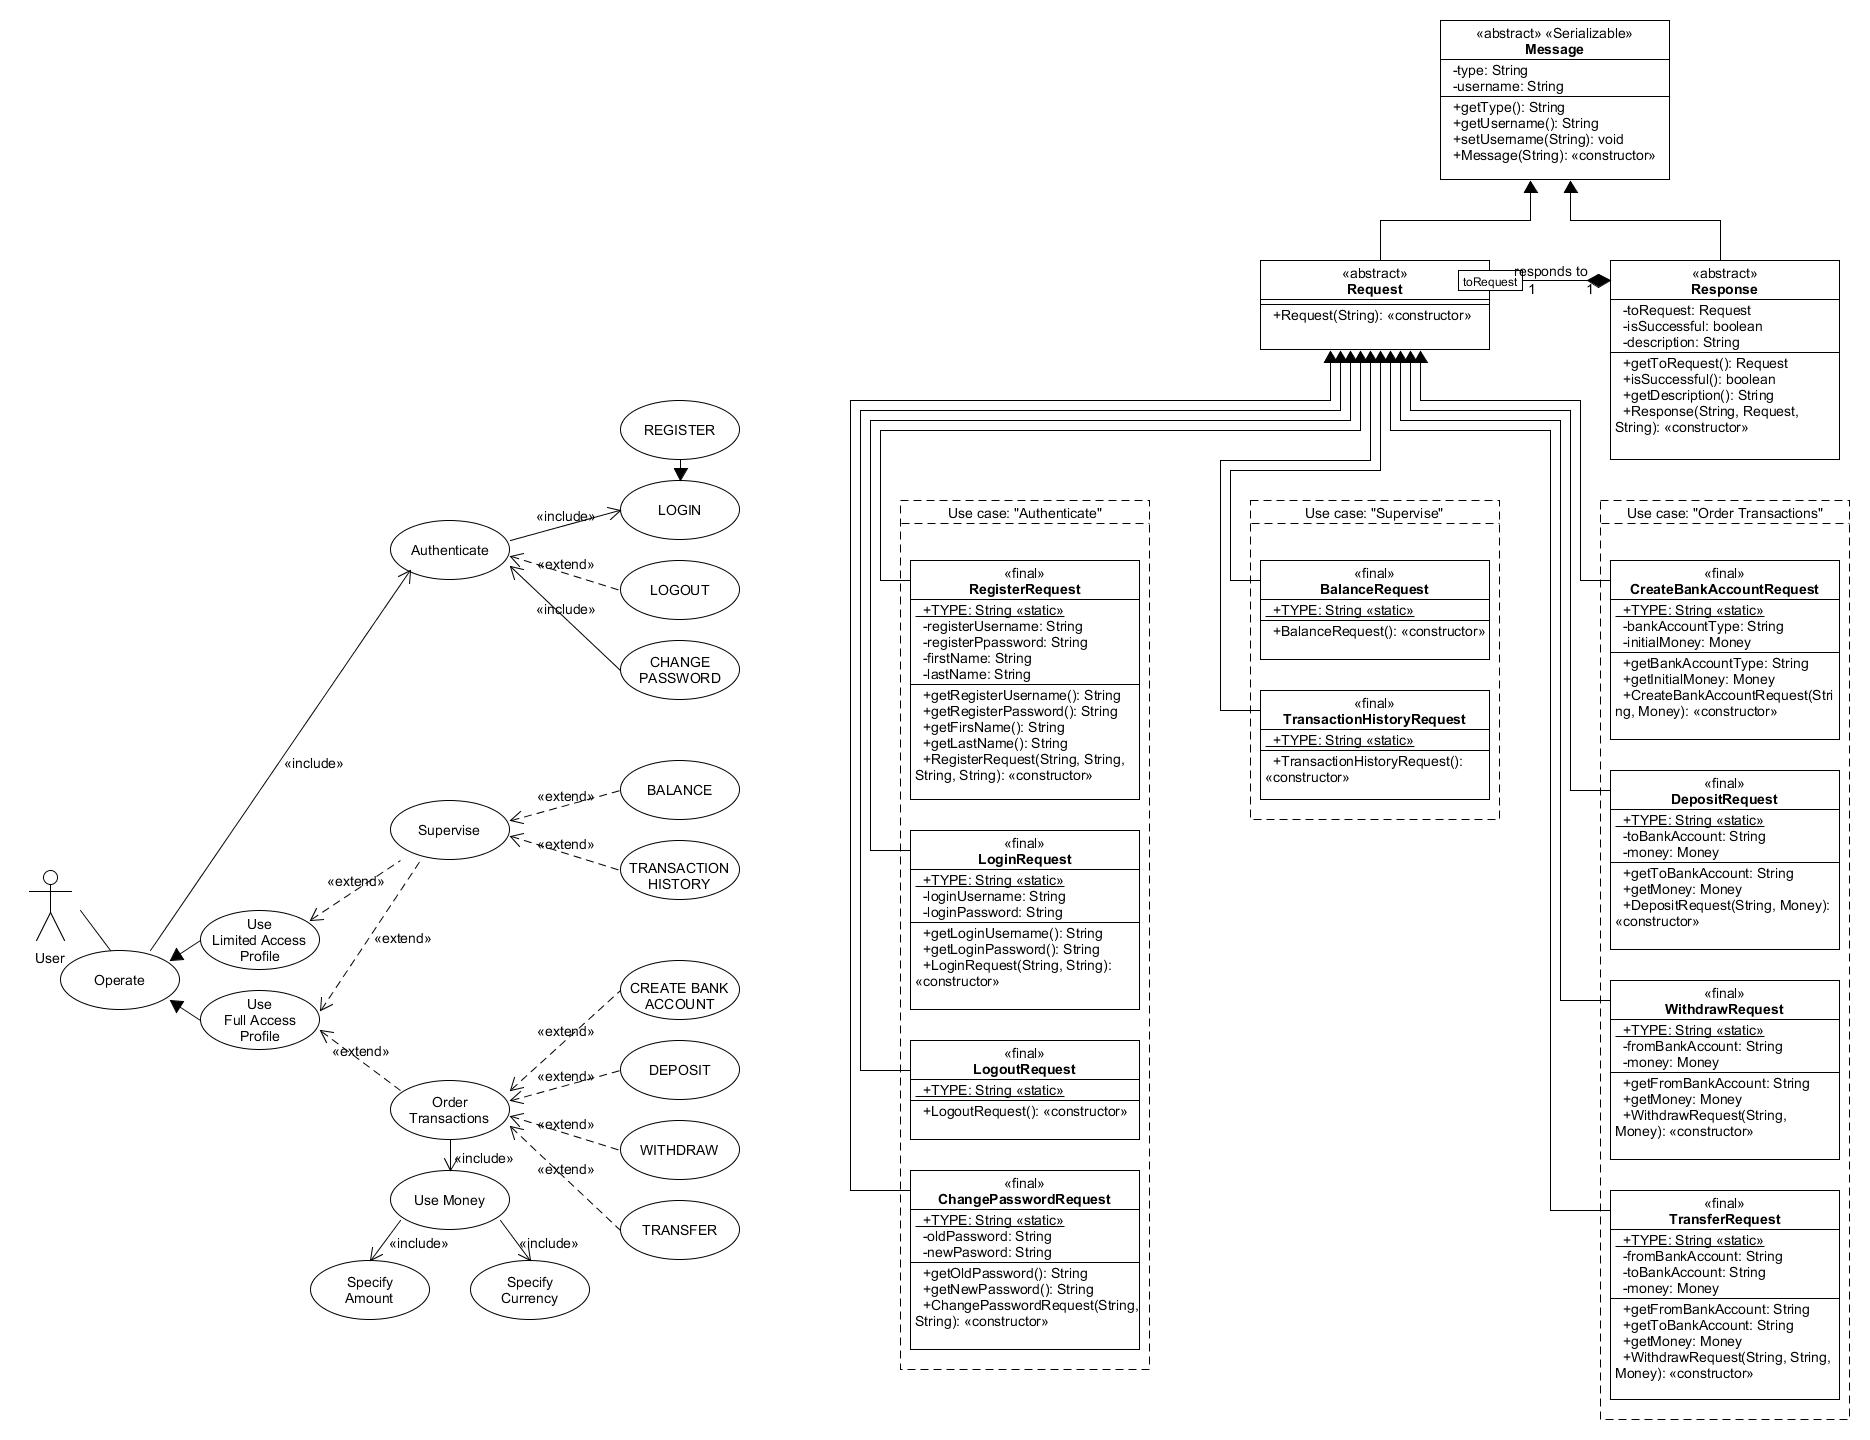 «abstract» «Serializable»
Message
-type: String
-username: String
+getType(): String
+getUsername(): String
+setUsername(String): void
+Message(String): «constructor»
«abstract»
Request
+Request(String): «constructor»
toRequest
responds to
1
1
«abstract»
Response
-toRequest: Request
-isSuccessful: boolean
-description: String
+getToRequest(): Request
+isSuccessful(): boolean
+getDescription(): String
+Response(String, Request,
String): «constructor»
REGISTER
LOGIN
«include»
Authenticate
«extend»
LOGOUT
«include»
CHANGE
PASSWORD
«include»
BALANCE
«extend»
Supervise
«extend»
TRANSACTION
HISTORY
«extend»
«extend»
User
Use
Limited Access
Profile
Operate
Use
Full Access
Profile
«extend»
CREATE BANK
ACCOUNT
«extend»
DEPOSIT
«extend»
Order
Transactions
«extend»
WITHDRAW
«extend»
TRANSFER
«include»
Use Money
«include»
«include»
Specify
Amount
Specify
Currency
Use case: "Authenticate"
«final»
RegisterRequest
+TYPE: String «static»
-registerUsername: String
-registerPpassword: String
-firstName: String
-lastName: String
+getRegisterUsername(): String
+getRegisterPassword(): String
+getFirsName(): String
+getLastName(): String
+RegisterRequest(String, String,
String, String): «constructor»
«final»
LoginRequest
+TYPE: String «static»
-loginUsername: String
-loginPassword: String
+getLoginUsername(): String
+getLoginPassword(): String
+LoginRequest(String, String):
«constructor»
«final»
LogoutRequest
+TYPE: String «static»
+LogoutRequest(): «constructor»
«final»
ChangePasswordRequest
+TYPE: String «static»
-oldPassword: String
-newPasword: String
+getOldPassword(): String
+getNewPassword(): String
+ChangePasswordRequest(String,
String): «constructor»
Use case: "Supervise"
«final»
BalanceRequest
+TYPE: String «static»
+BalanceRequest(): «constructor»
«final»
TransactionHistoryRequest
+TYPE: String «static»
+TransactionHistoryRequest():
«constructor»
Use case: "Order Transactions"
«final»
CreateBankAccountRequest
+TYPE: String «static»
-bankAccountType: String
-initialMoney: Money
+getBankAccountType: String
+getInitialMoney: Money
+CreateBankAccountRequest(Stri
ng, Money): «constructor»
«final»
DepositRequest
+TYPE: String «static»
-toBankAccount: String
-money: Money
+getToBankAccount: String
+getMoney: Money
+DepositRequest(String, Money):
«constructor»
«final»
WithdrawRequest
+TYPE: String «static»
-fromBankAccount: String
-money: Money
+getFromBankAccount: String
+getMoney: Money
+WithdrawRequest(String,
Money): «constructor»
«final»
TransferRequest
+TYPE: String «static»
-fromBankAccount: String
-toBankAccount: String
-money: Money
+getFromBankAccount: String
+getToBankAccount: String
+getMoney: Money
+WithdrawRequest(String, String,
Money): «constructor»